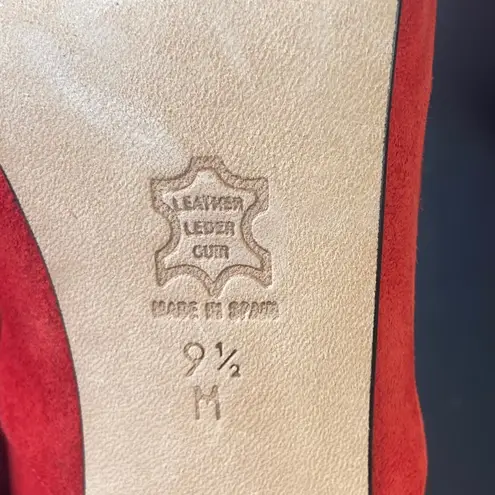 LEATHER
LEDER
CUIR
MADE IN SPAIN
9 ½
M